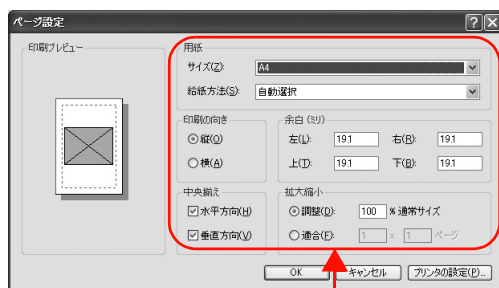 ページ設定
印刷プレビュー
用紙
サイズ(Z): A4
給紙方法(S): 自動選択
印刷の向き
縦(O)
横(A)
余白 (ミリ)
左(L): 19.1 右(R): 19.1
上(T): 19.1 下(B): 19.1
中央揃え
水平方向(H)
垂直方向(V)
拡大縮小
調整(D): 100 % 通常サイズ
適合(F): 1 x 1 ページ
OK キャンセル プリンタの設定(P)...